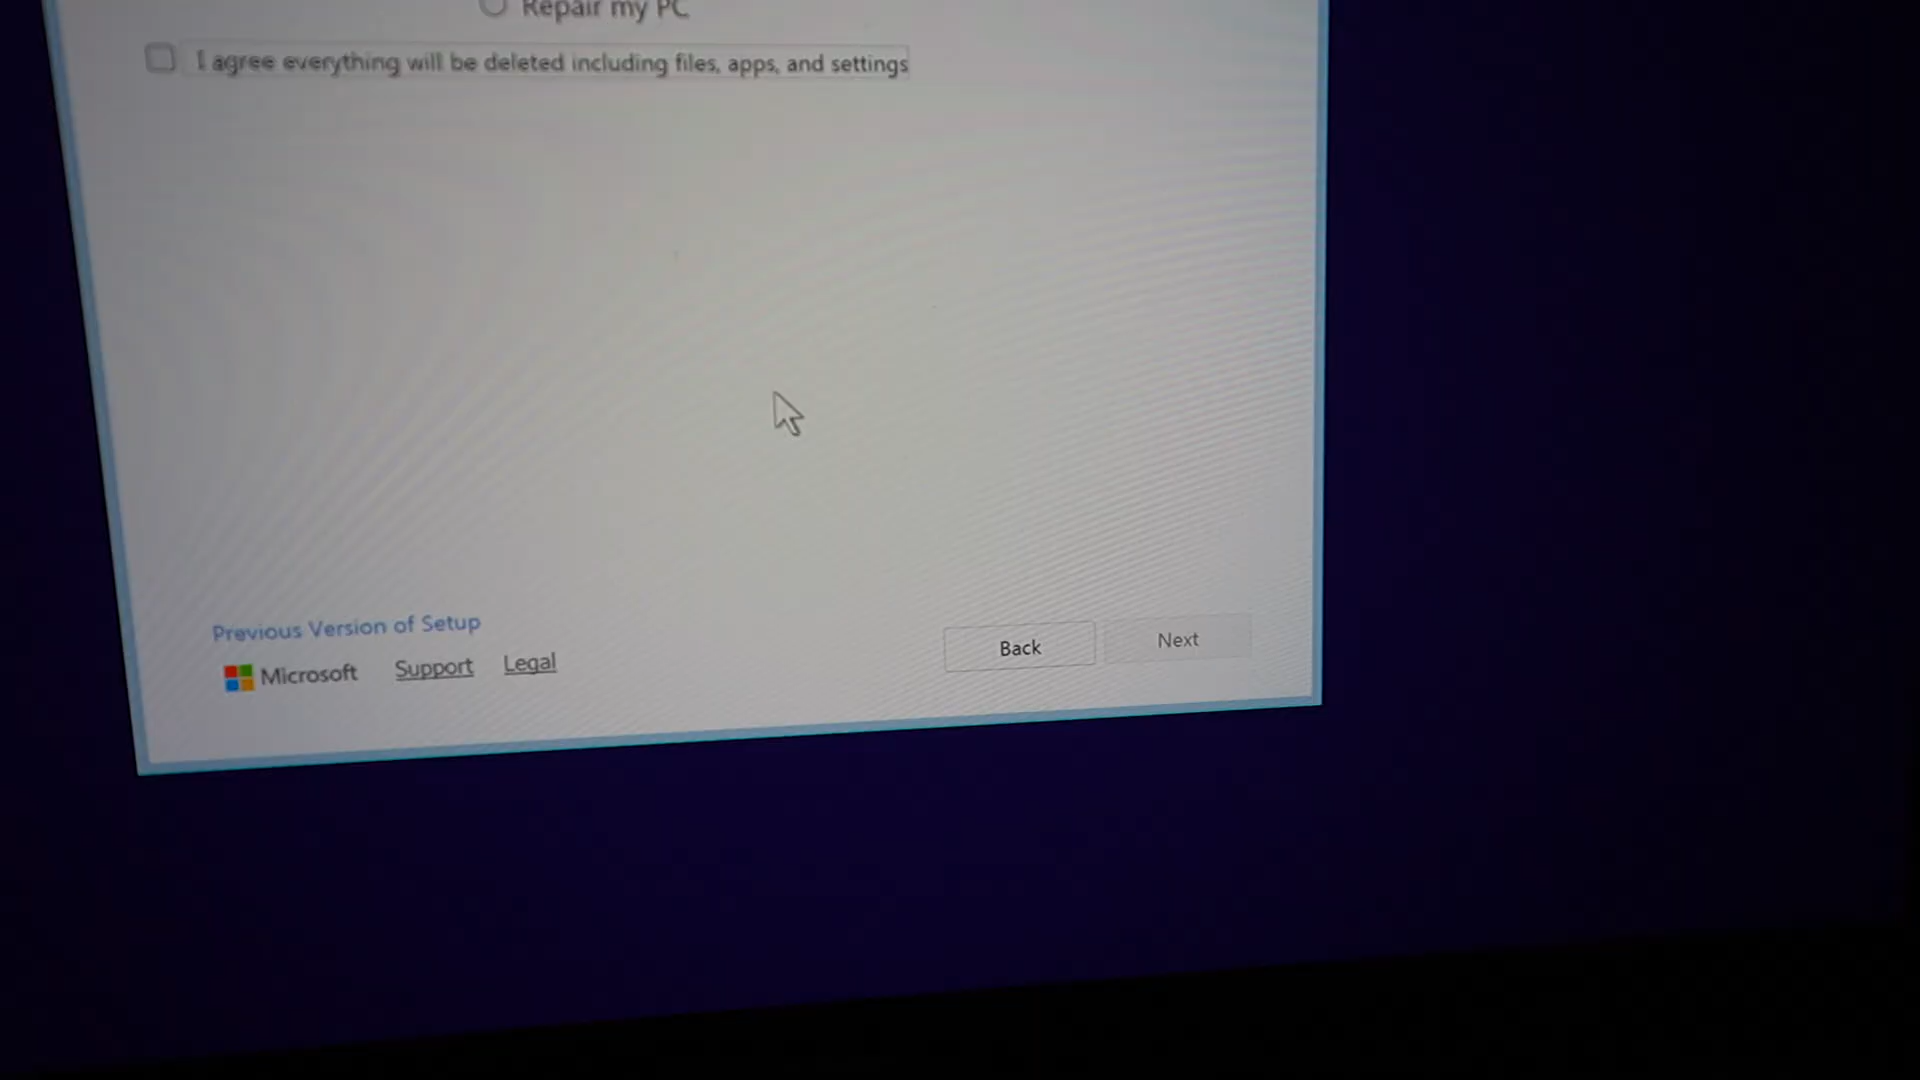 Repair my PC
I agree everything will be deleted including files, apps, and settings
Previous Version of Setup
Microsoft Support Legal
Back Next